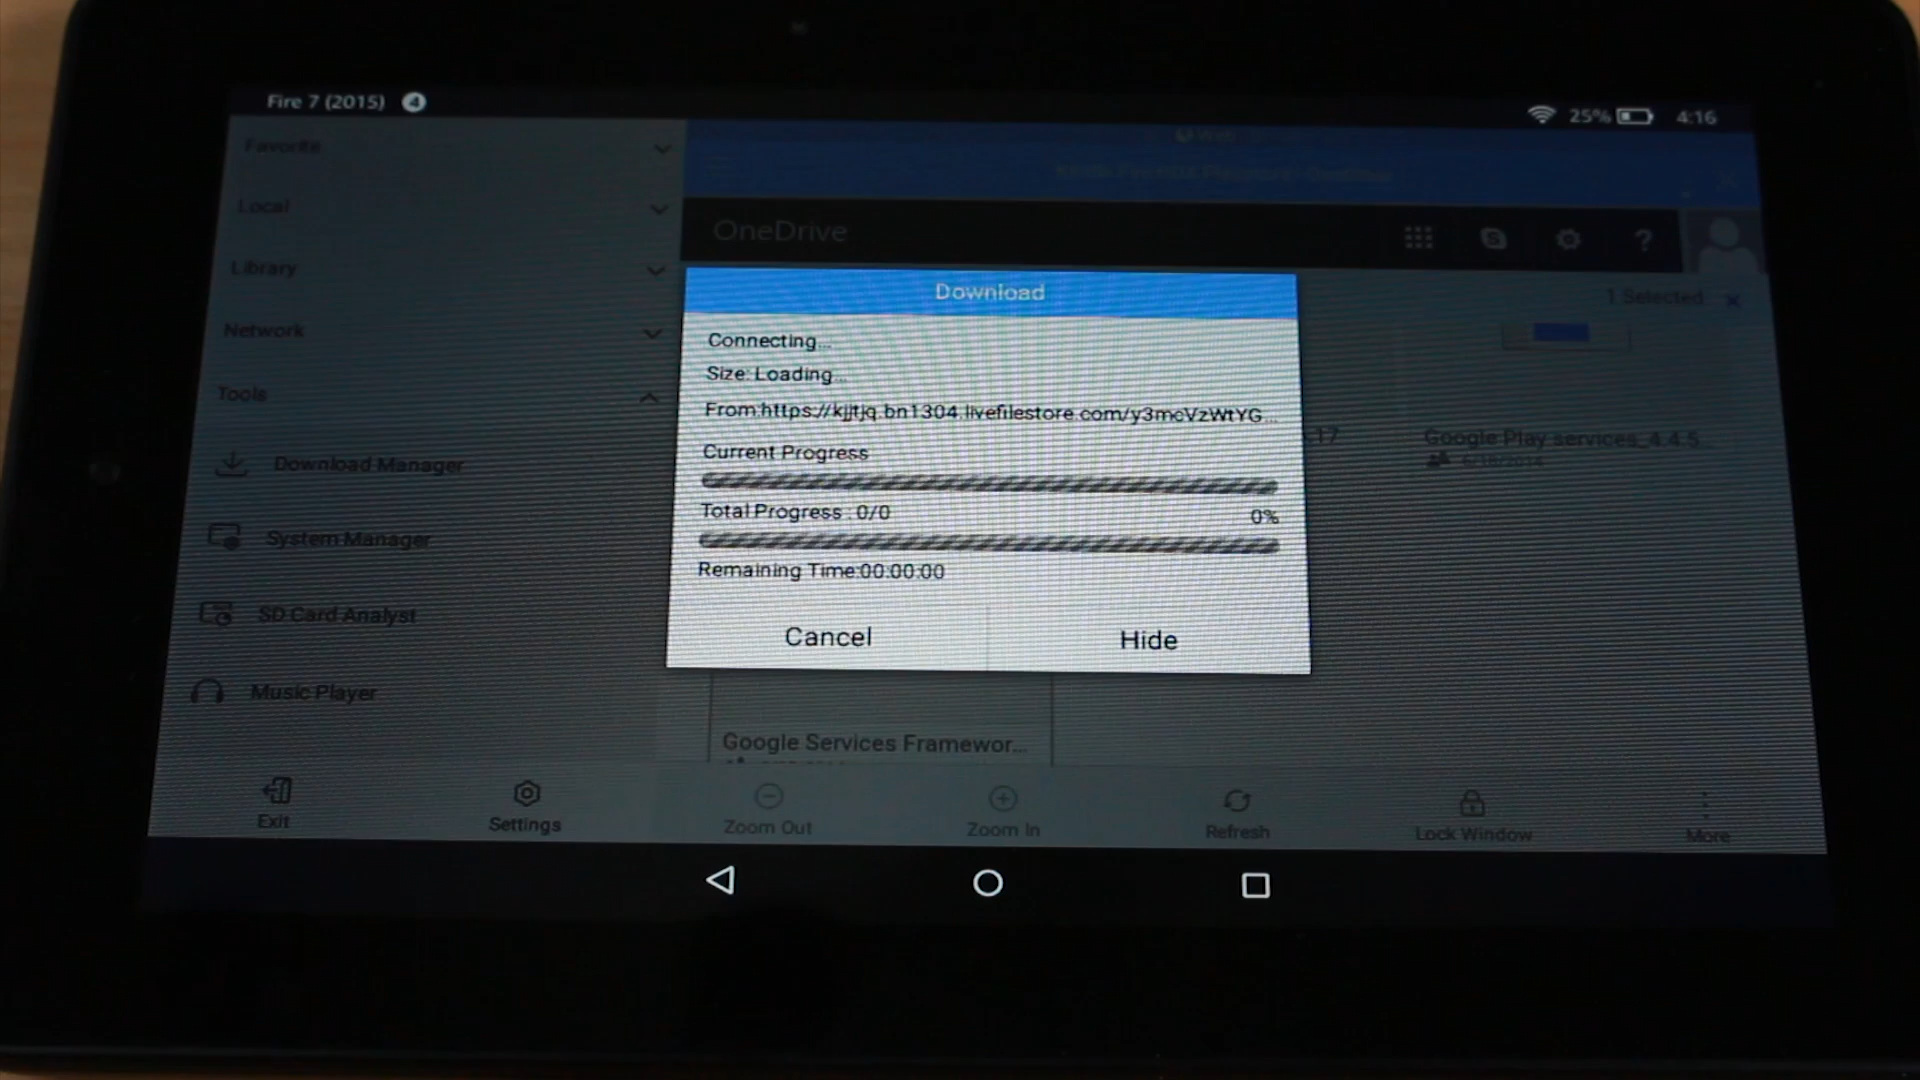 Fire 7 (2015) 4
25% 4:16
Favorite
Local
Library
Network
Tools
Download Manager
System Manager
SD Card Analyst
Music Player
Exit
Settings
Web
OneDrive
?
1 Selected
Download
Connecting...
Size: Loading...
From:https://kjjtjq.bn1304.livefilestore.com/y3mcVzWtYG...
Current Progress
Total Progress : 0/0 0%
Remaining Time:00:00:00
Cancel
Hide
.17
Google Play services_4.4.5...
Google Services Framewor...
Zoom Out
Zoom In
Refresh
Lock Window
More